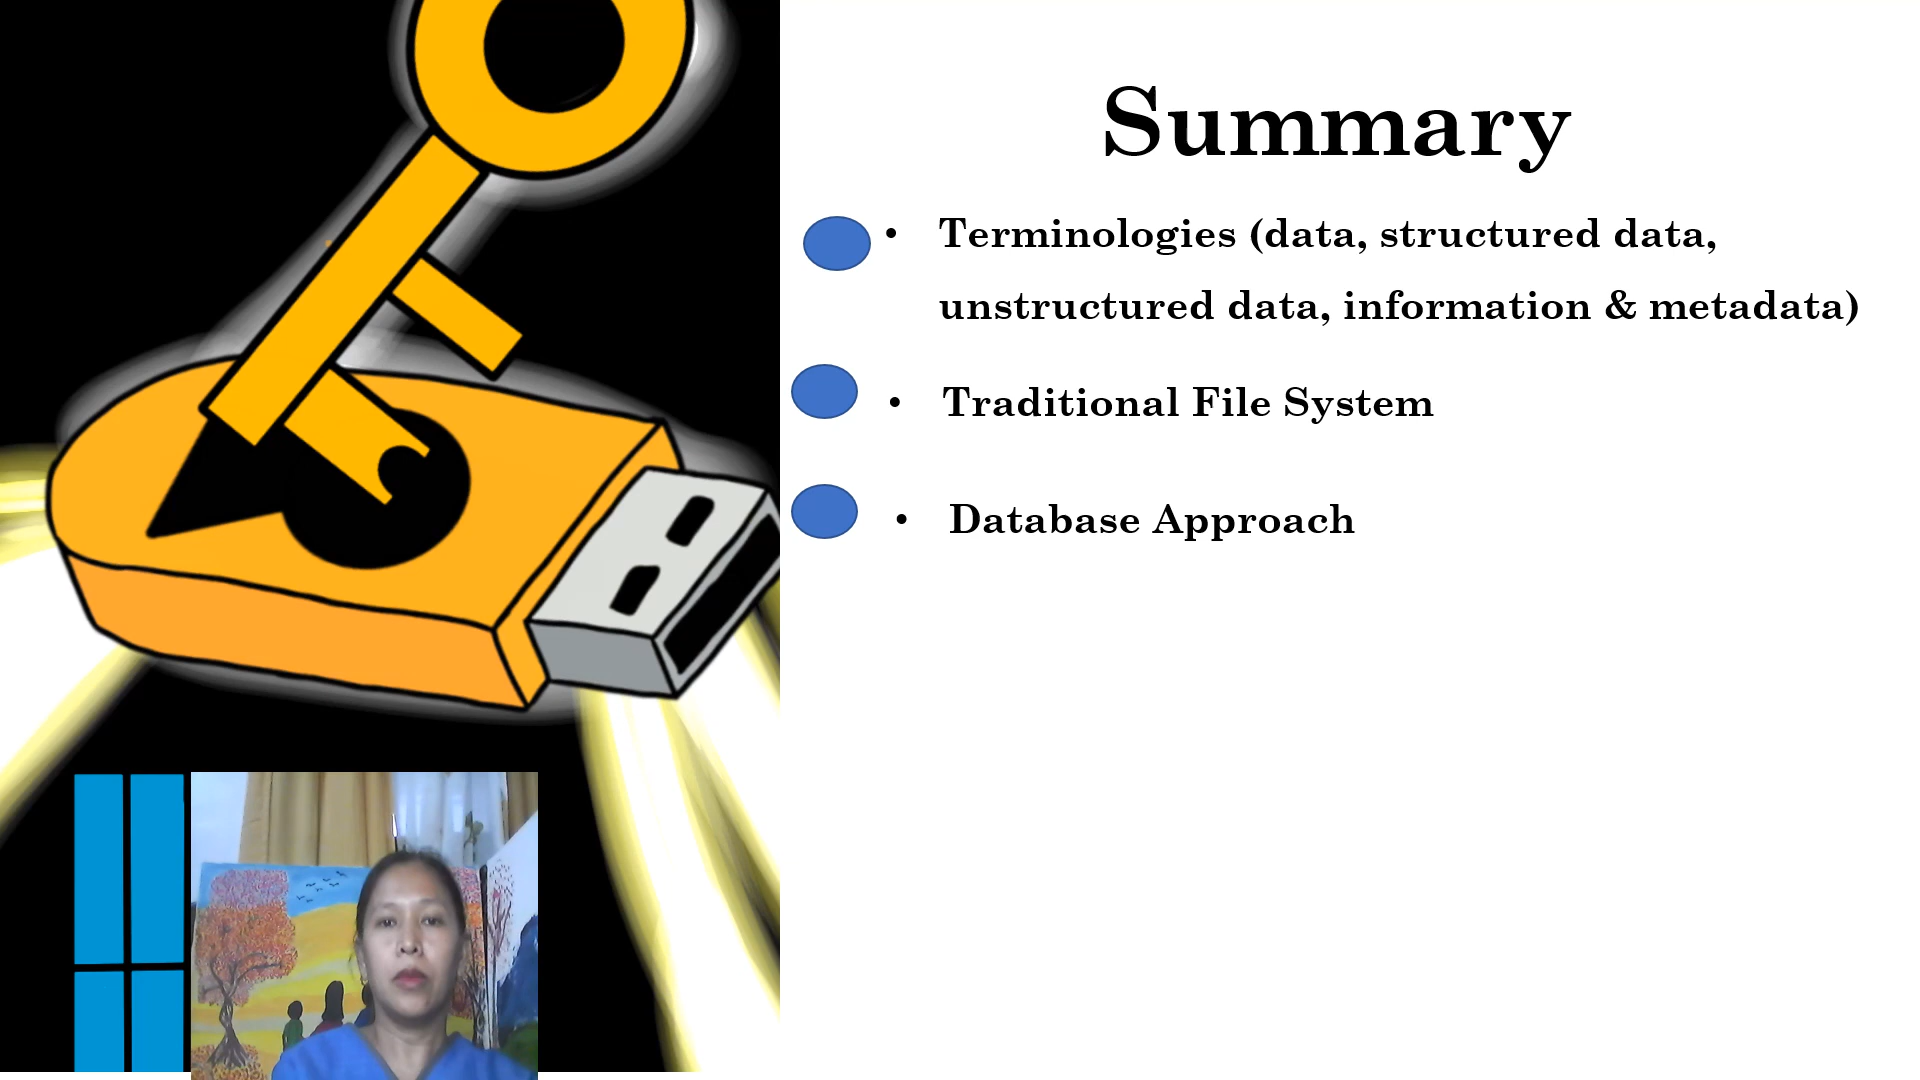 Summary
• Terminologies (data, structured data,
unstructured data, information & metadata)
• Traditional File System
• Database Approach